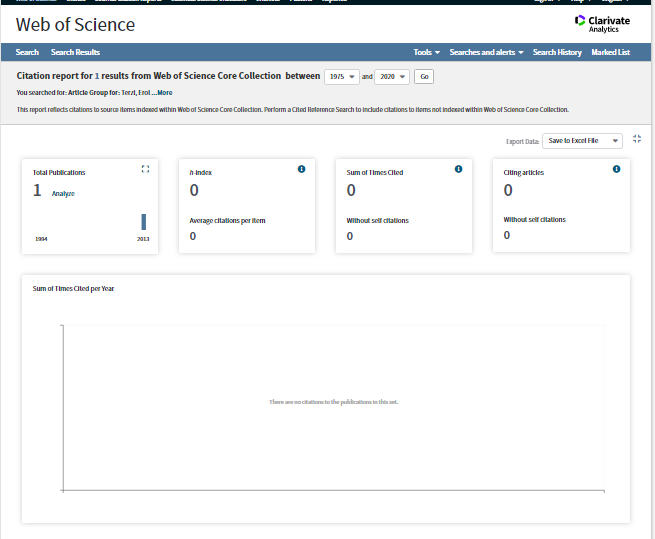 Web of Science
Clarivate
Analytics
Search Search Results Tools Searches and alerts Search History Marked List
Citation report for 1 results from Web of Science Core Collection between 1975 and 2020 Go
You searched for: Article Group for: Terzi, Erol ...More
This report reflects citations to source items indexed within Web of Science Core Collection. Perform a Cited Reference Search to include citations to items not indexed within Web of Science Core Collection.
Export Data: Save to Excel File
Total Publications
1 Analyze
1994 2013
h-index
0
Average citations per item
0
Sum of Times Cited
0
Without self citations
0
Citing articles
0
Without self citations
0
Sum of Times Cited per Year
There are no citations to the publications in this set.